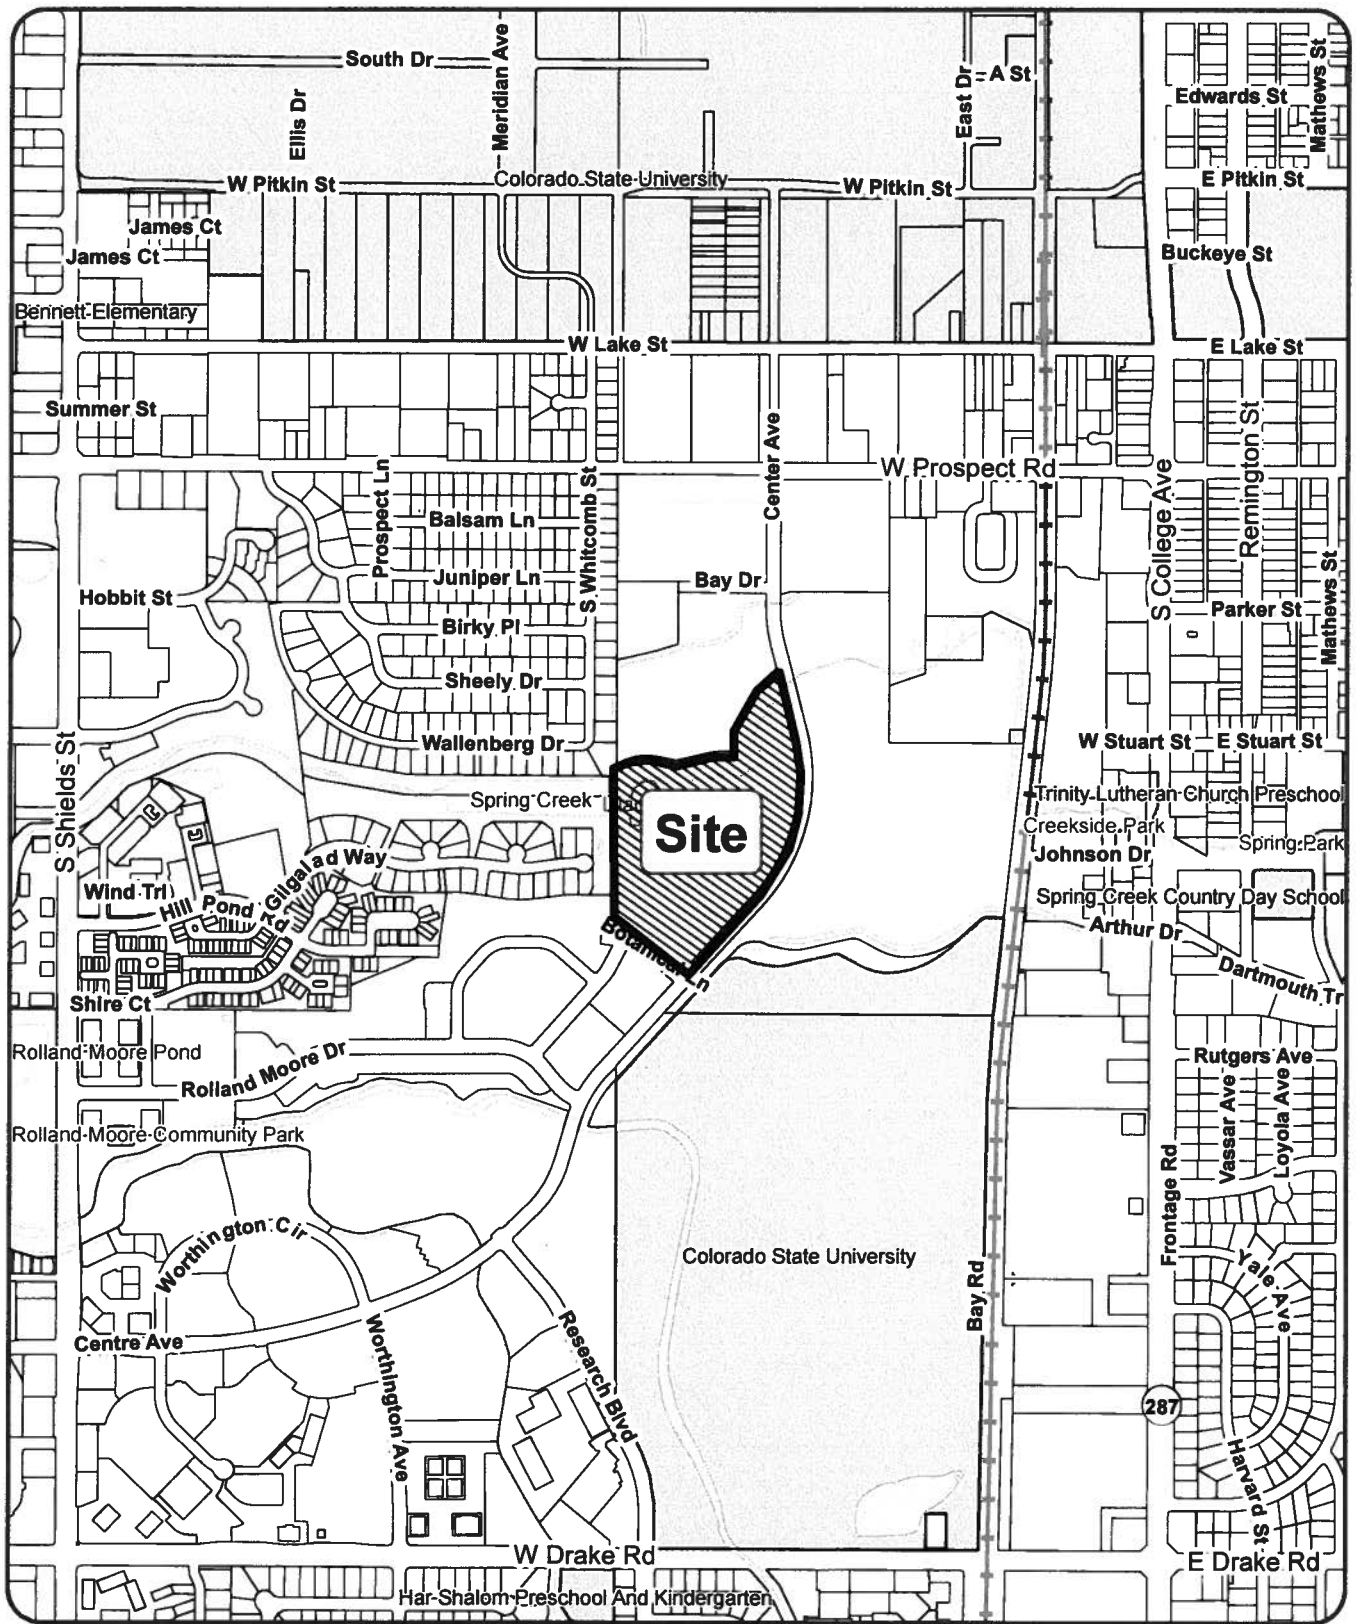 South Dr
Meridian Ave
Ellis Dr
East Dr
A St
Edwards St
Mathews St
W Pitkin St
Colorado State University
W Pitkin St
E Pitkin St
James Ct
James Ct
Buckeye St
Bennett Elementary
W Lake St
E Lake St
Summer St
Center Ave
Remington St
W Prospect Rd
S College Ave
Prospect Ln
S Whitcomb St
Balsam Ln
Juniper Ln
Bay Dr
Hobbit St
Birky Pl
Parker St
Mathews St
Sheely Dr
Wallenberg Dr
W Stuart St
E Stuart St
S Shields St
Spring Creek
Trinity Lutheran Church Preschool
Site
Creekside Park
Spring Park
Johnson Dr
Gilgalad Way
Wind Trl
Hill Pond Rd
Spring Creek Country Day School
Botanical Ln
Arthur Dr
Dartmouth Tr
Shire Ct
Rolland Moore Pond
Rolland Moore Dr
Rutgers Ave
Vassar Ave
Loyola Ave
Rolland Moore Community Park
Frontage Rd
Worthington Cir
Colorado State University
Yale Ave
Bay Rd
Centre Ave
Worthington Ave
Research Blvd
287
Harvard St
W Drake Rd
E Drake Rd
Har-Shalom Preschool And Kindergarten